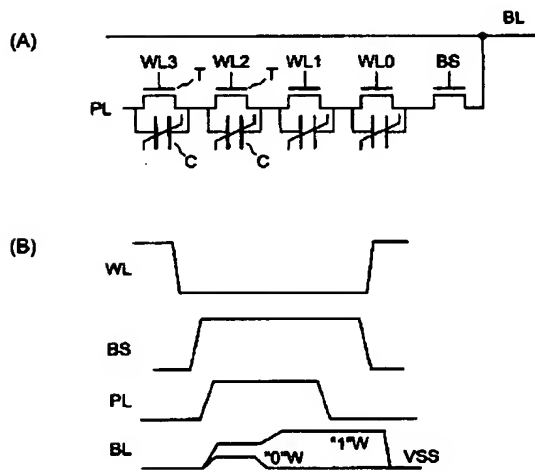 (A)
BL
WL3 T WL2 T WL1 WL0 BS
PL
C C
(B)
WL
BS
PL
BL "0"W "1"W VSS